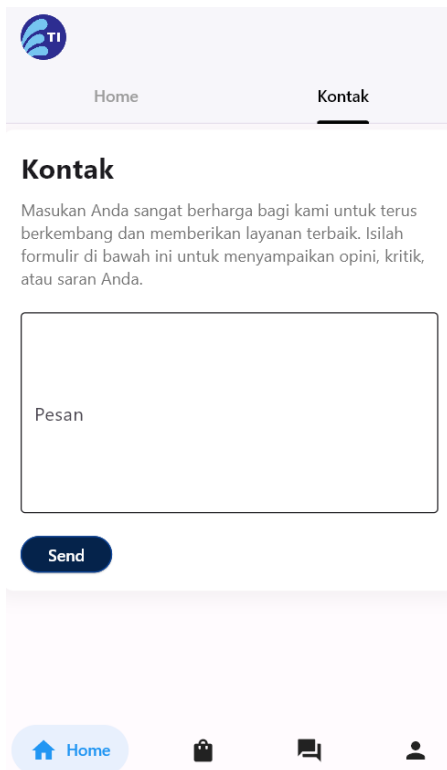 TI
Home
Kontak
Kontak
Masukan Anda sangat berharga bagi kami untuk terus
berkembang dan memberikan layanan terbaik. Isilah
formulir di bawah ini untuk menyampaikan opini, kritik,
atau saran Anda.
Pesan
Send
Home